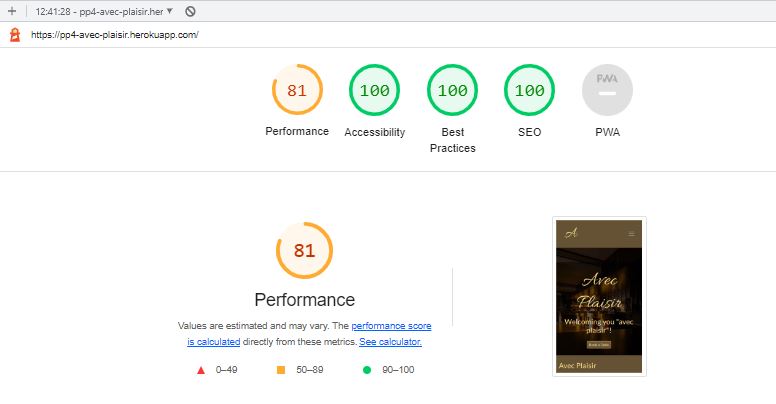 12:41:28 - pp4-avec-plaisir.her
https://pp4-avec-plaisir.herokuapp.com/
81 100 100 100 PWA
Performance Accessibility Best Practices SEO PWA
81
Performance
Values are estimated and may vary. The performance score
is calculated directly from these metrics. See calculator.
0–49 50–89 90–100
A
Avec
Plaisir
Welcoming you "avec
plaisir"!
Book a Table
Avec Plaisir